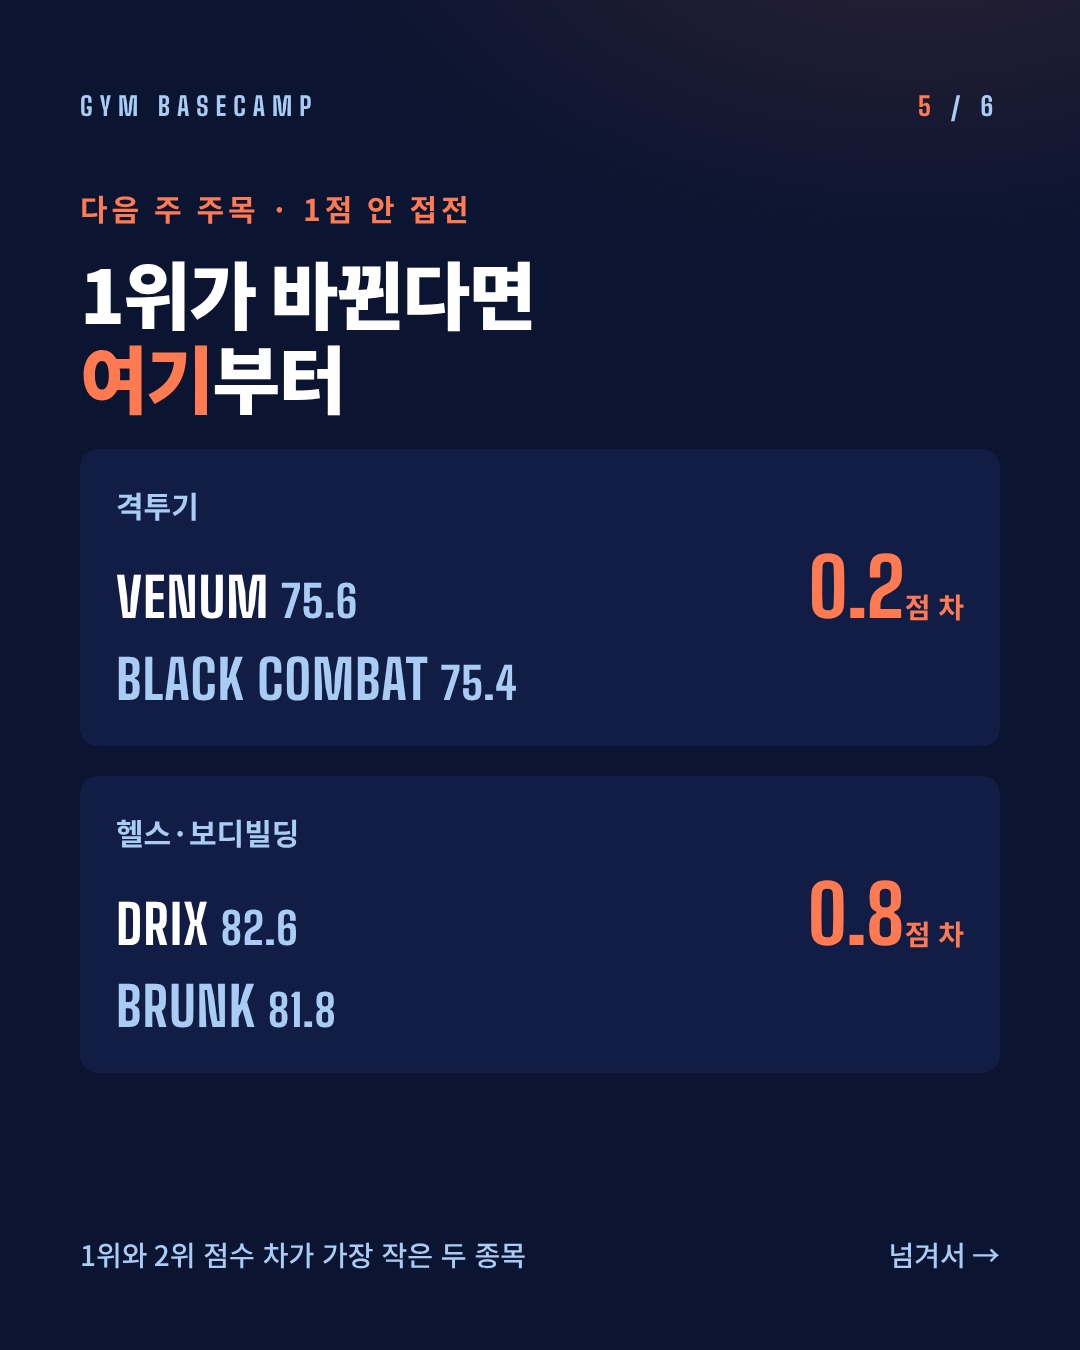 GYM BASECAMP
5 / 6
다음 주 주목 · 1점 안 접전
1위가 바뀐다면
여기부터
격투기
VENUM 75.6
0.2점 차
BLACK COMBAT 75.4
헬스·보디빌딩
DRIX 82.6
0.8점 차
BRUNK 81.8
1위와 2위 점수 차가 가장 작은 두 종목
넘겨서 →